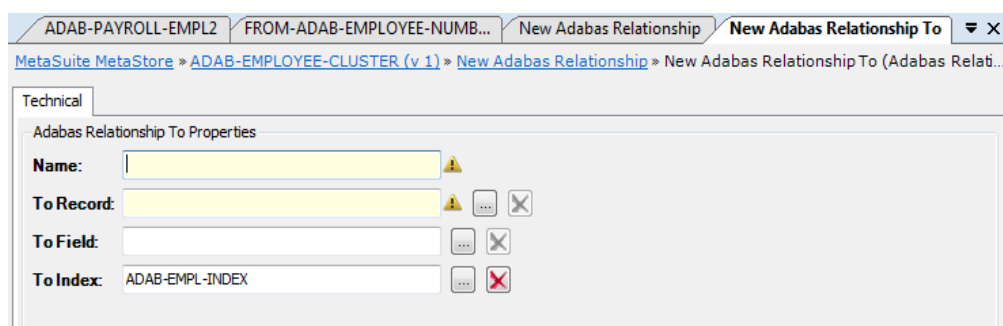 ADAB-PAYROLL-EMPL2 FROM-ADAB-EMPLOYEE-NUMB... New Adabas Relationship New Adabas Relationship To
MetaSuite MetaStore » ADAB-EMPLOYEE-CLUSTER (v 1) » New Adabas Relationship » New Adabas Relationship To (Adabas Relati...
Technical
Adabas Relationship To Properties
Name:
To Record: ...
To Field: ...
To Index: ADAB-EMPL-INDEX ...